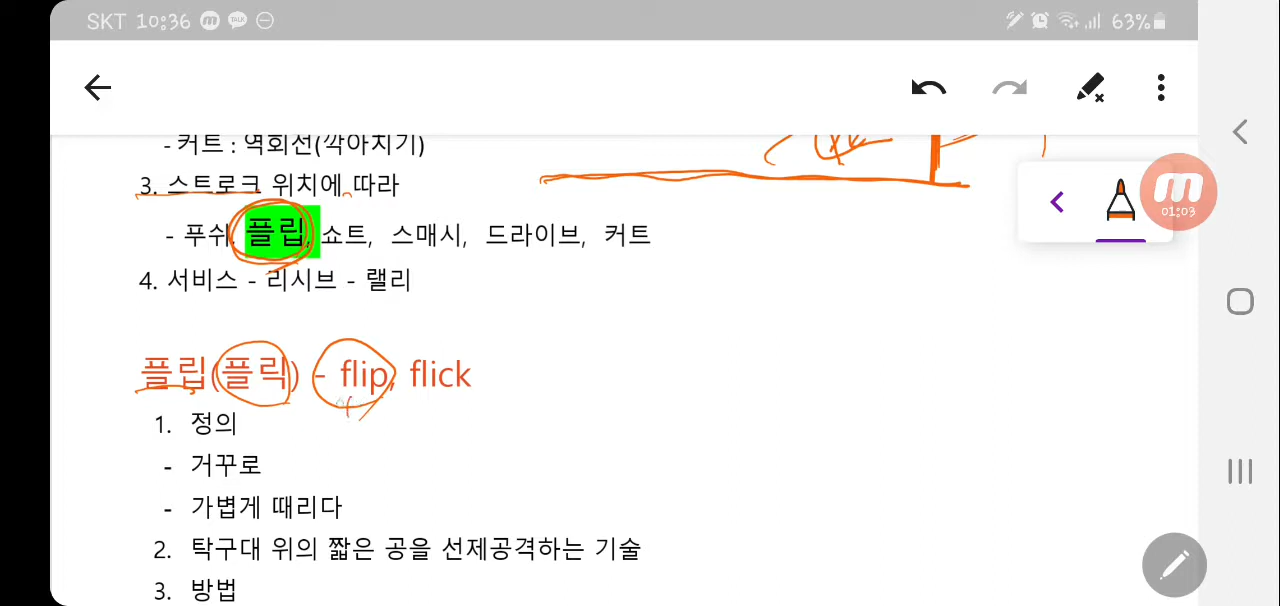 SKT 10:36 TALK 63%
- 커트 : 역회선(깍아치기)
3. 스트로크 위치에 따라
- 푸쉬, 플립, 쇼트, 스매시, 드라이브, 커트
01:03
4. 서비스 - 리시브 - 랠리
플립(플릭) - flip, flick
1. 정의
- 거꾸로
- 가볍게 때리다
2. 탁구대 위의 짧은 공을 선제공격하는 기술
3. 방법